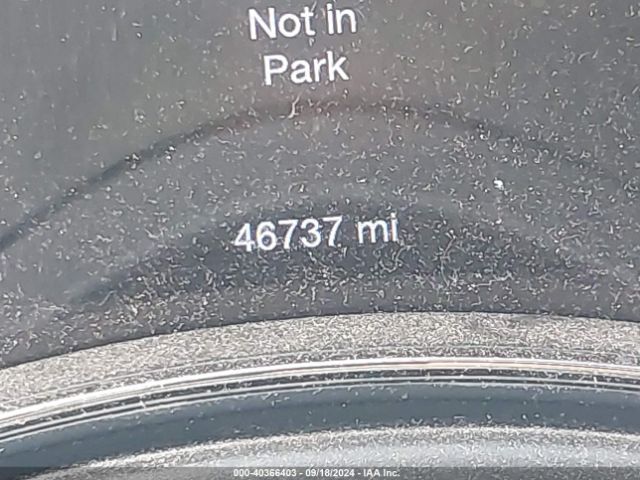 Not in
Park
46737 mi
000-40366403 - 09/18/2024 - IAA Inc.